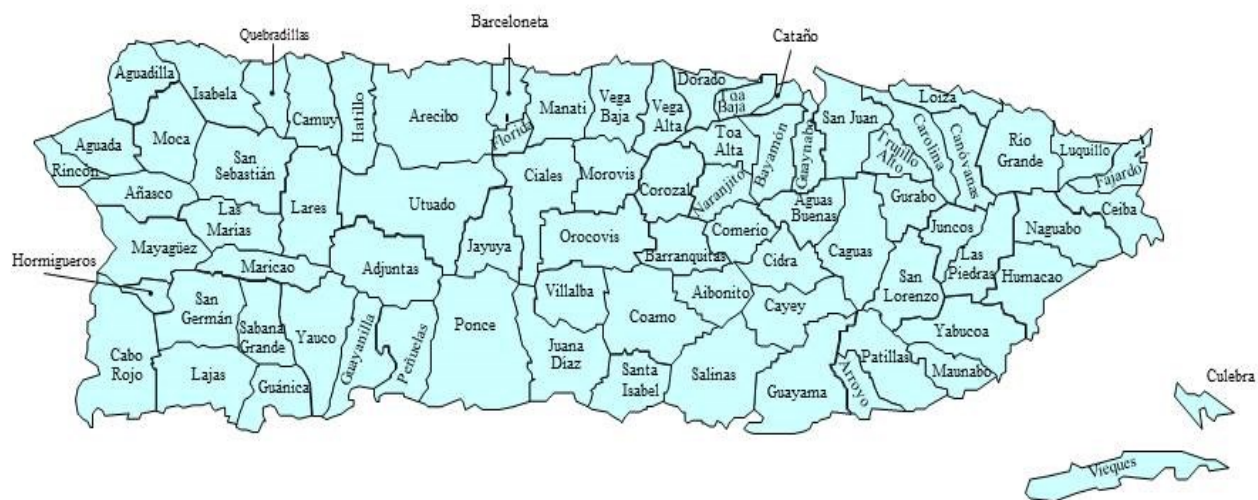 Barceloneta
Quebradillas
Cataño
Aguadilla
Isabela
Camuy
Hatillo
Arecibo
Florida
Manati
Vega
Baja
Vega
Alta
Dorado
Toa
Baja
Toa
Alta
Bayamón
Guaynabo
San Juan
Trujillo
Alto
Carolina
Canóvanas
Loiza
Rio
Grande
Luquillo
Fajardo
Ceiba
Aguada
Rincón
Moca
San
Sebastián
Añasco
Las
Marias
Lares
Utuado
Ciales
Morovis
Corozal
Naranjito
Aguas
Buenas
Gurabo
Juncos
Las
Piedras
Naguabo
Humacao
Mayagüez
Hormigueros
Maricao
Adjuntas
Jayuya
Orocovis
Barranquitas
Comerio
Cidra
Caguas
San
Lorenzo
Villalba
Coamo
Aibonito
Cayey
Yabucoa
San
Germán
Sabana
Grande
Yauco
Guayanilla
Peñuelas
Ponce
Juana
Díaz
Santa
Isabel
Salinas
Guayama
Arroyo
Patillas
Maunabo
Cabo
Rojo
Lajas
Guánica
Culebra
Vieques